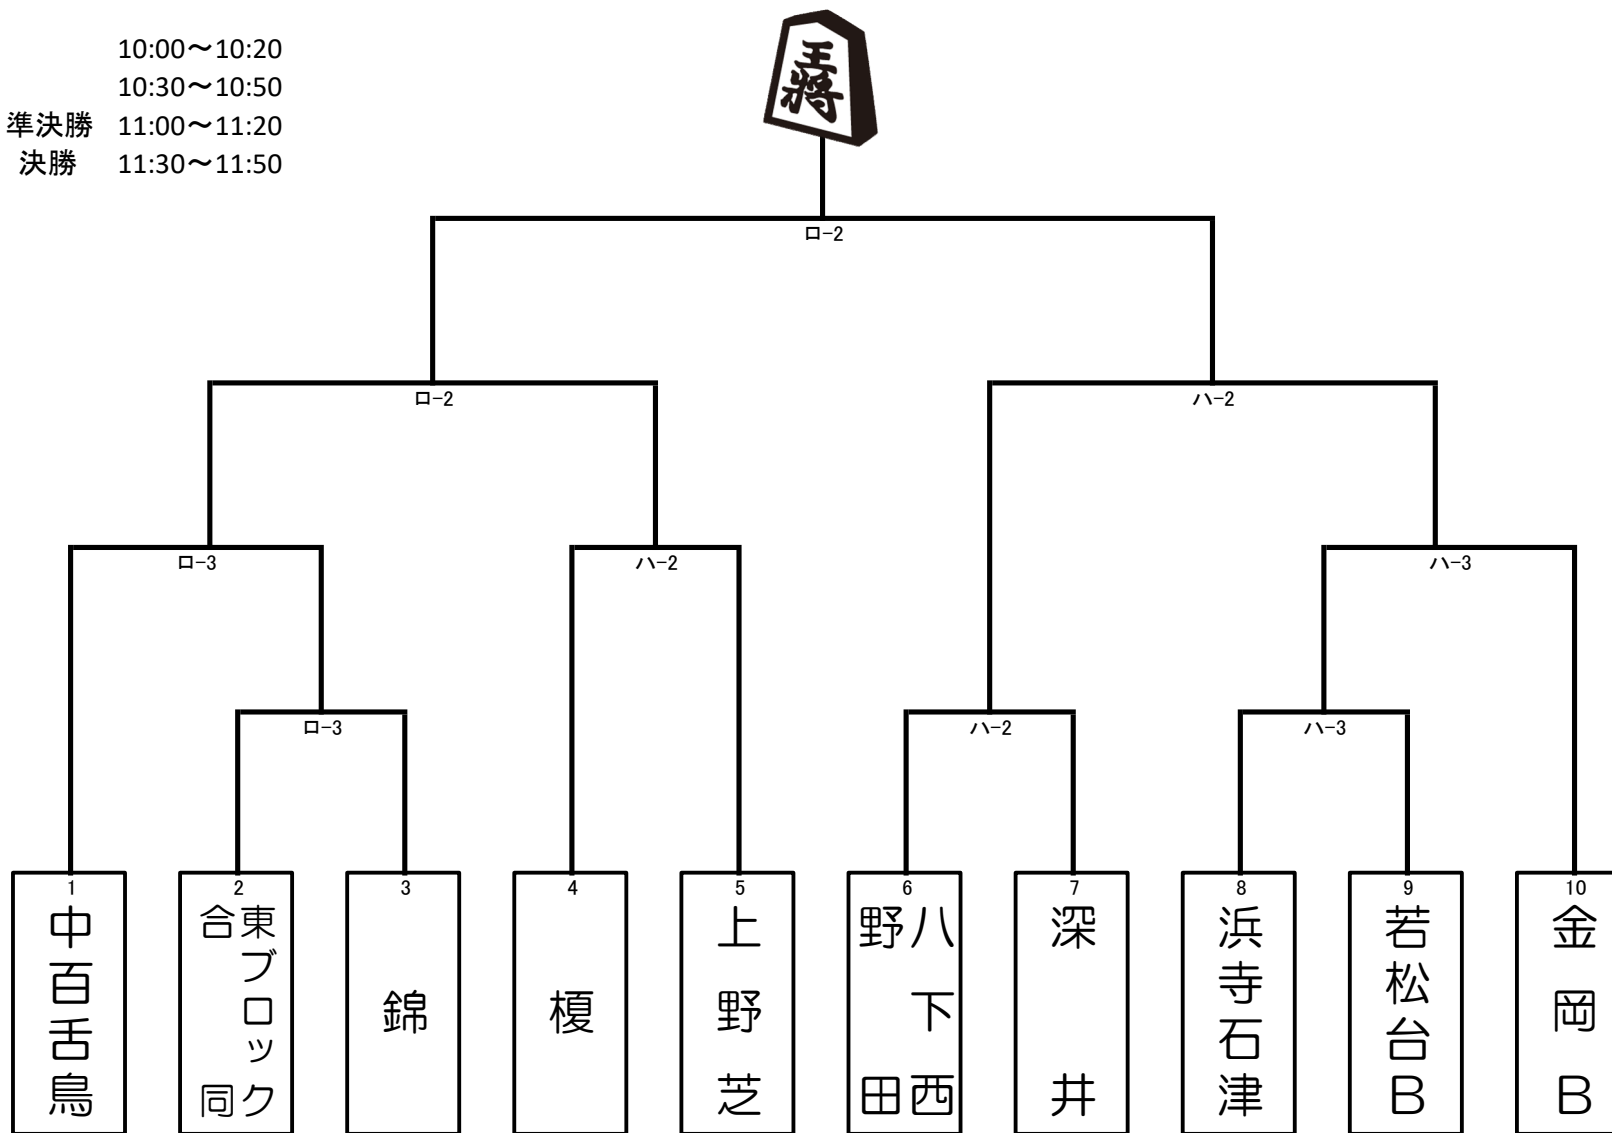 10:00～10:20
10:30～10:50
準決勝 11:00～11:20
決勝 11:30～11:50
王將
ロ-2
ロ-2
ハ-2
ロ-3
ハ-2
ハ-3
ロ-3
ハ-2
ハ-3
1
中百舌鳥
2
東ブロック
合同
3
錦
4
榎
5
上野芝
6
八下西
野田
7
深井
8
浜寺石津
9
若松台B
10
金岡B